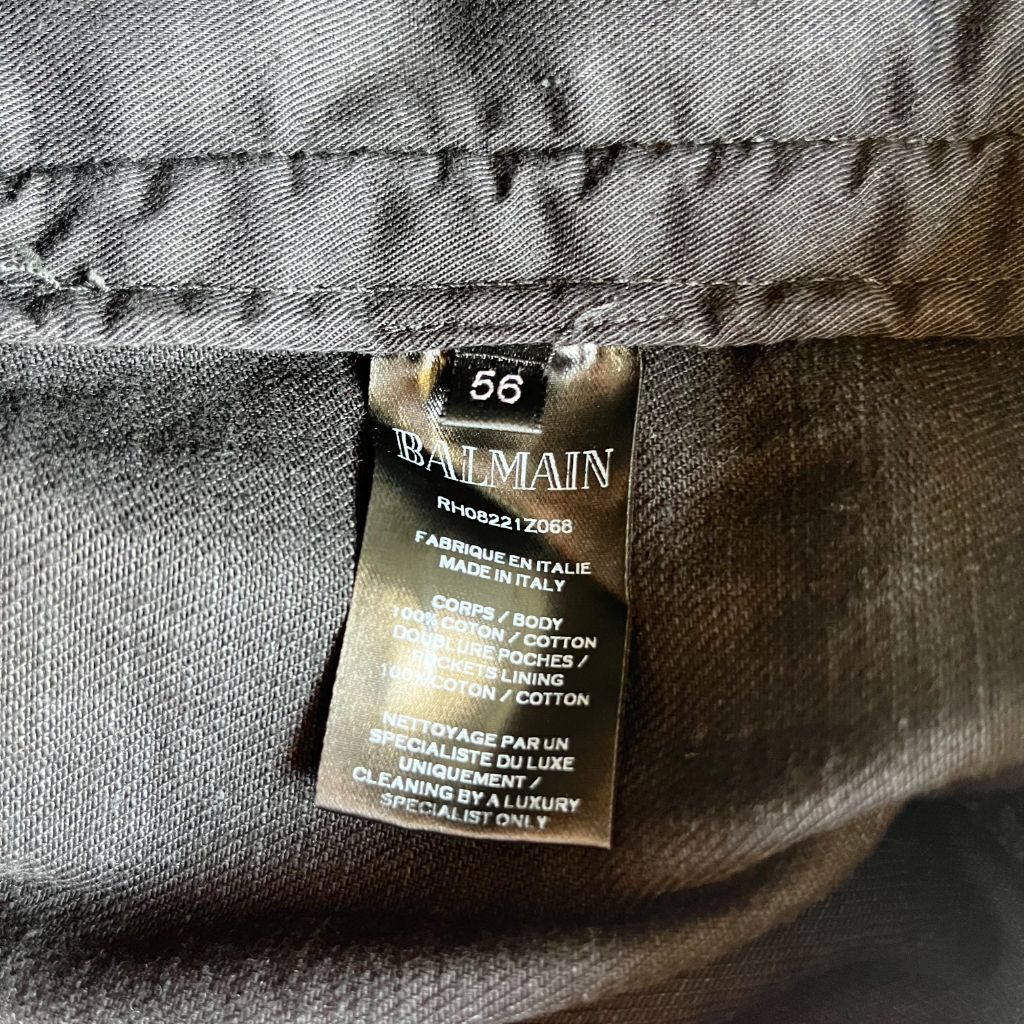 56
BALMAIN
RH08221Z068
FABRIQUE EN ITALIE
MADE IN ITALY
CORPS / BODY
100% COTON / COTTON
DOUBLURE POCHES /
POCKETS LINING
100% COTON / COTTON
NETTOYAGE PAR UN
SPECIALISTE DU LUXE
UNIQUEMENT /
CLEANING BY A LUXURY
SPECIALIST ONLY